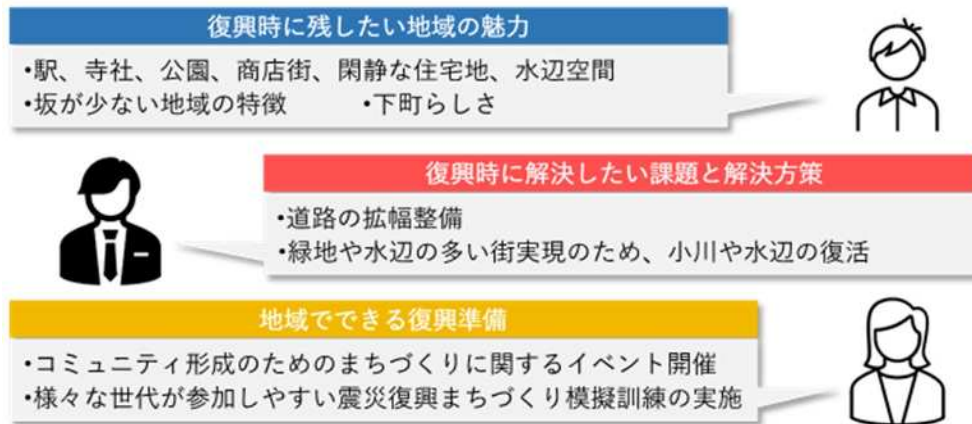 復興時に残したい地域の魅力
・駅、寺社、公園、商店街、閑静な住宅地、水辺空間
・坂が少ない地域の特徴　　・下町らしさ
復興時に解決したい課題と解決方策
・道路の拡幅整備
・緑地や水辺の多い街実現のため、小川や水辺の復活
地域でできる復興準備
・コミュニティ形成のためのまちづくりに関するイベント開催
・様々な世代が参加しやすい震災復興まちづくり模擬訓練の実施